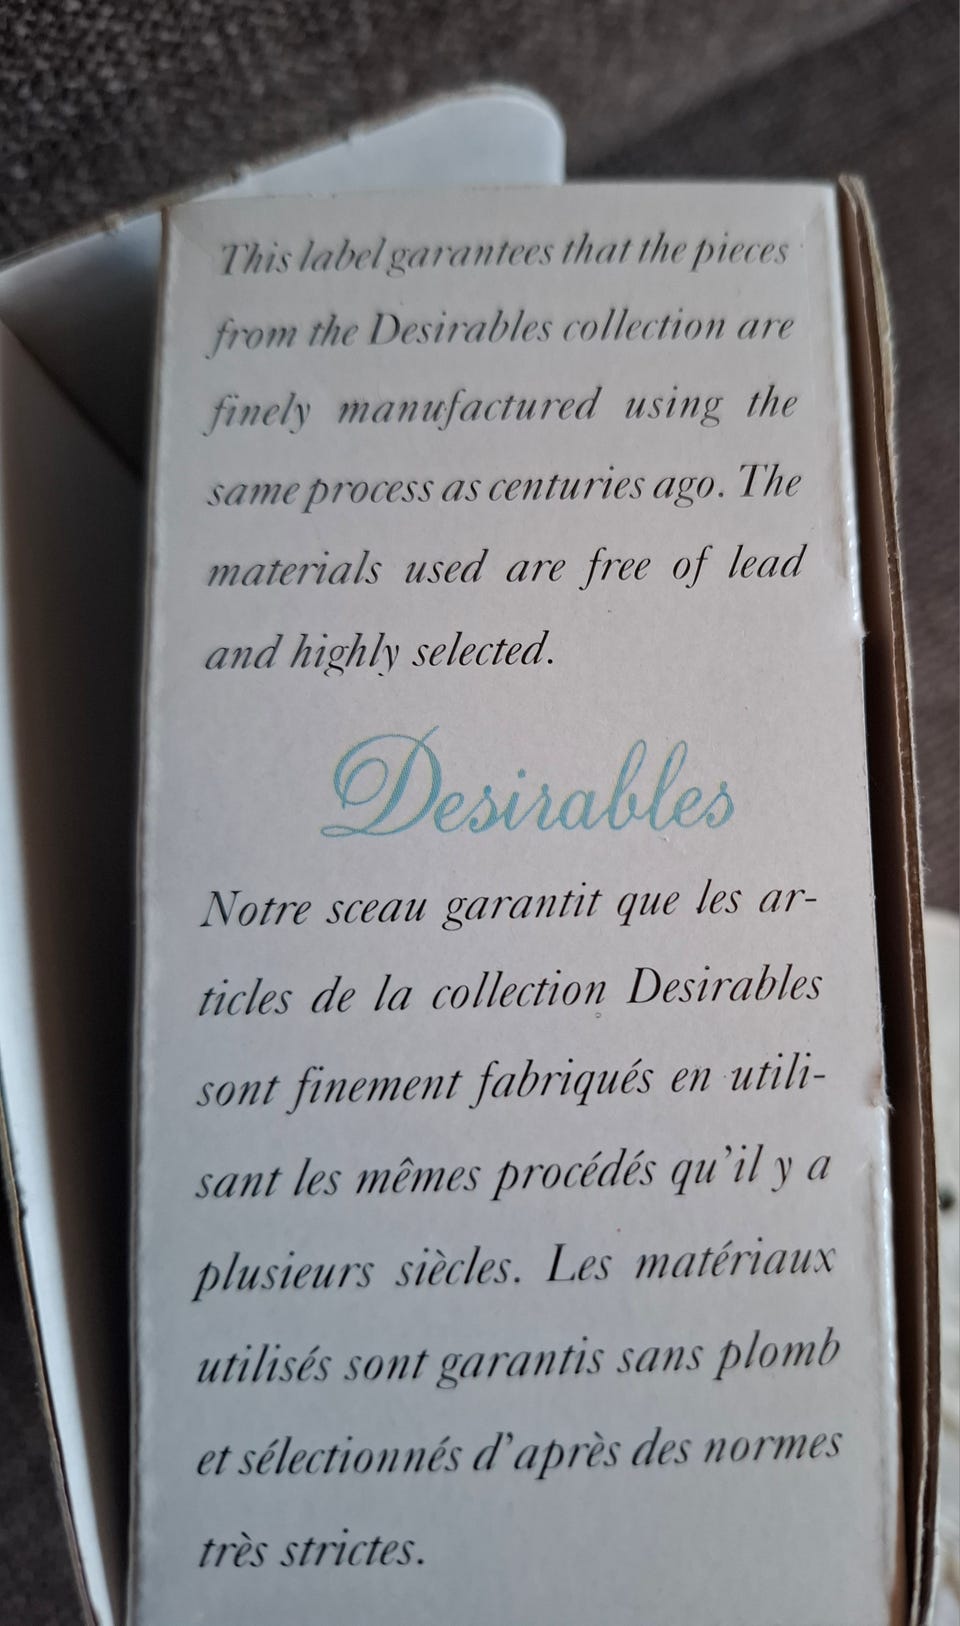 This label garantees that the pieces
from the Desirables collection are
finely manufactured using the
same process as centuries ago. The
materials used are free of lead
and highly selected.
Desirables
Notre sceau garantit que les ar-
ticles de la collection Desirables
sont finement fabriqués en utili-
sant les mêmes procédés qu'il y a
plusieurs siècles. Les matériaux
utilisés sont garantis sans plomb
et sélectionnés d'après des normes
très strictes.